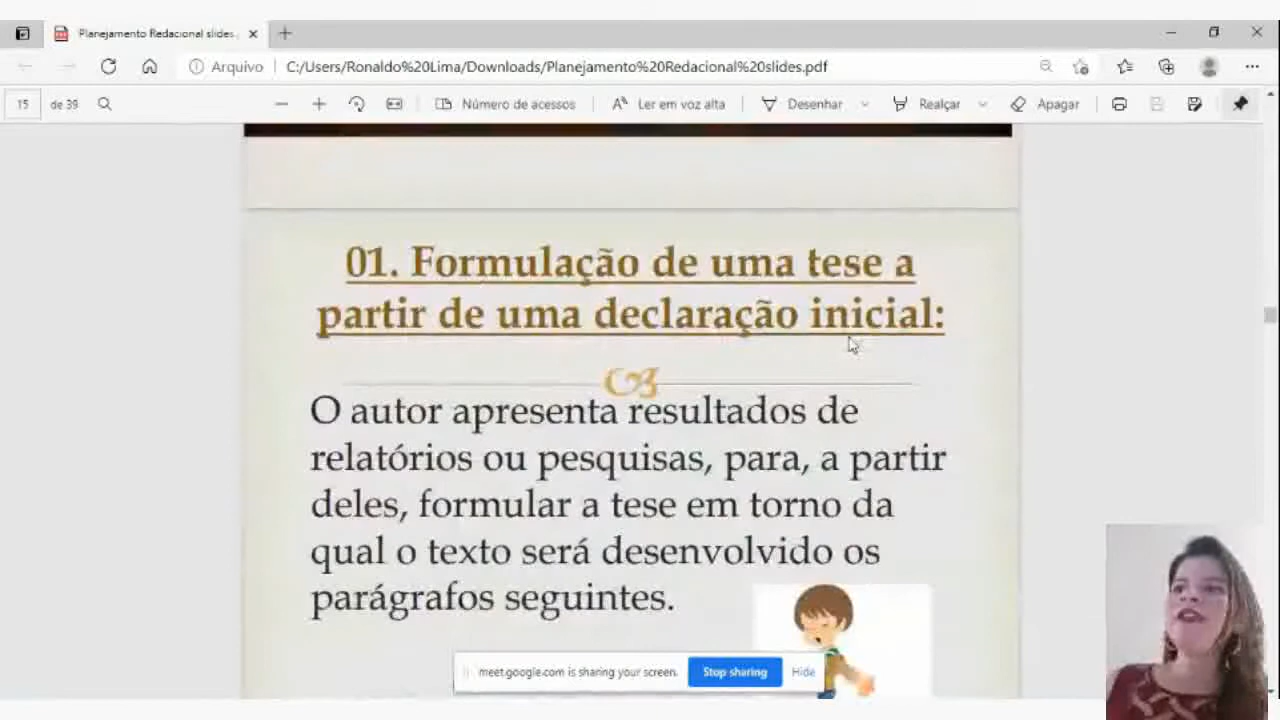 Planejamento Redacional slides.
Arquivo
C:/Users/Ronaldo%20Lima/Downloads/Planejamento%20Redacional%20slides.pdf
15 de 39
Número de acessos
Ler em voz alta
Desenhar
Realçar
Apagar
01. Formulação de uma tese a
partir de uma declaração inicial:
O autor apresenta resultados de
relatórios ou pesquisas, para, a partir
deles, formular a tese em torno da
qual o texto será desenvolvido os
parágrafos seguintes.
meet.google.com is sharing your screen.
Stop sharing
Hide